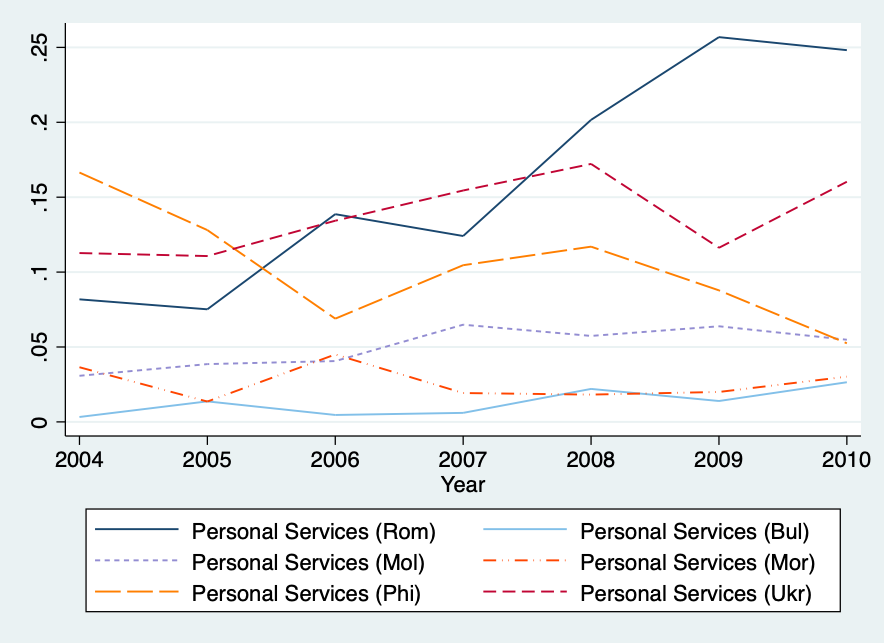 .25
.2
.15
.1
.05
0
2004 2005 2006 2007 2008 2009 2010
Year
Personal Services (Rom) Personal Services (Bul)
Personal Services (Mol) Personal Services (Mor)
Personal Services (Phi) Personal Services (Ukr)